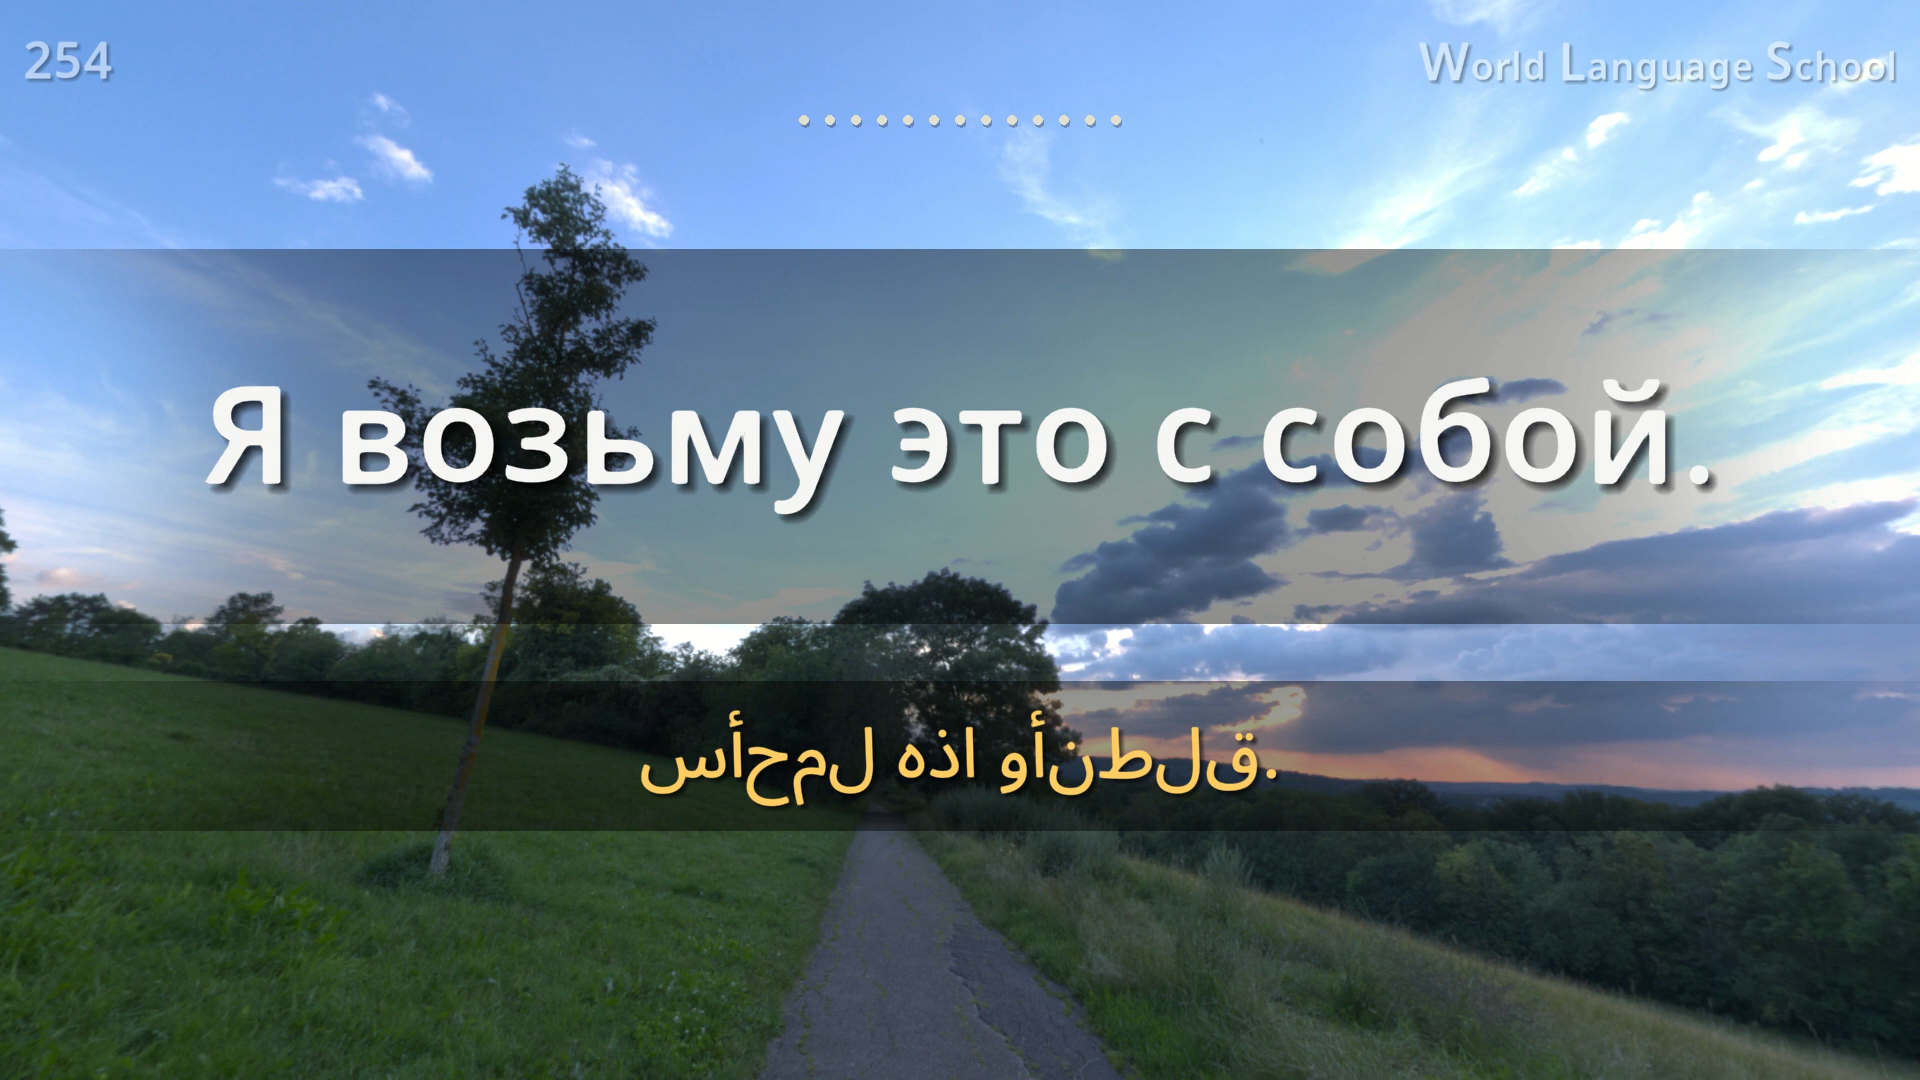 254
World Language School
Я возьму это с собой.
سأحمل هذا وأنطلق.